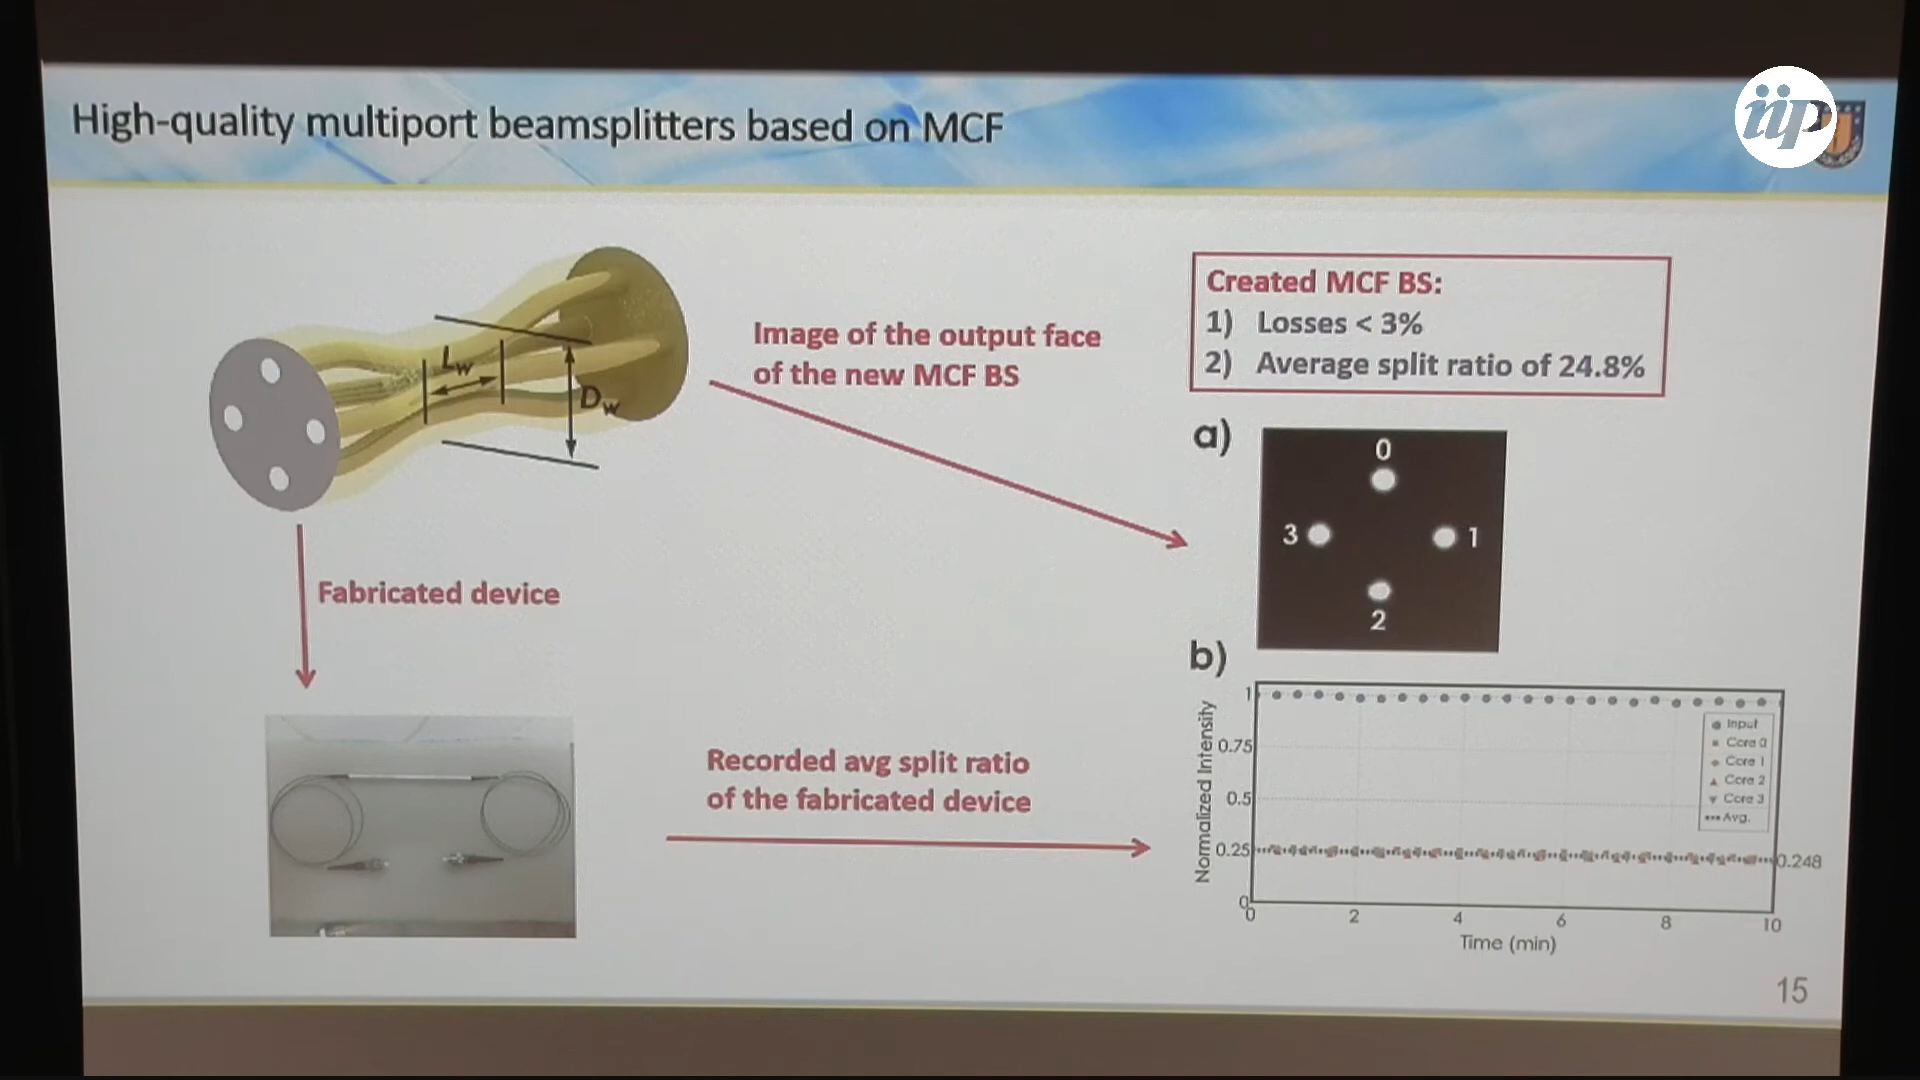 High-quality multiport beamsplitters based on MCF
iip
Lw
Dw
Image of the output face
of the new MCF BS
Created MCF BS:
1) Losses < 3%
2) Average split ratio of 24.8%
a)
0
3
1
2
Fabricated device
b)
Recorded avg split ratio
of the fabricated device
Normalized Intensity
1
0.75
0.5
0.25
0
0
2
4
6
8
10
Time (min)
Input
Core 0
Core 1
Core 2
Core 3
Avg.
0.248
15